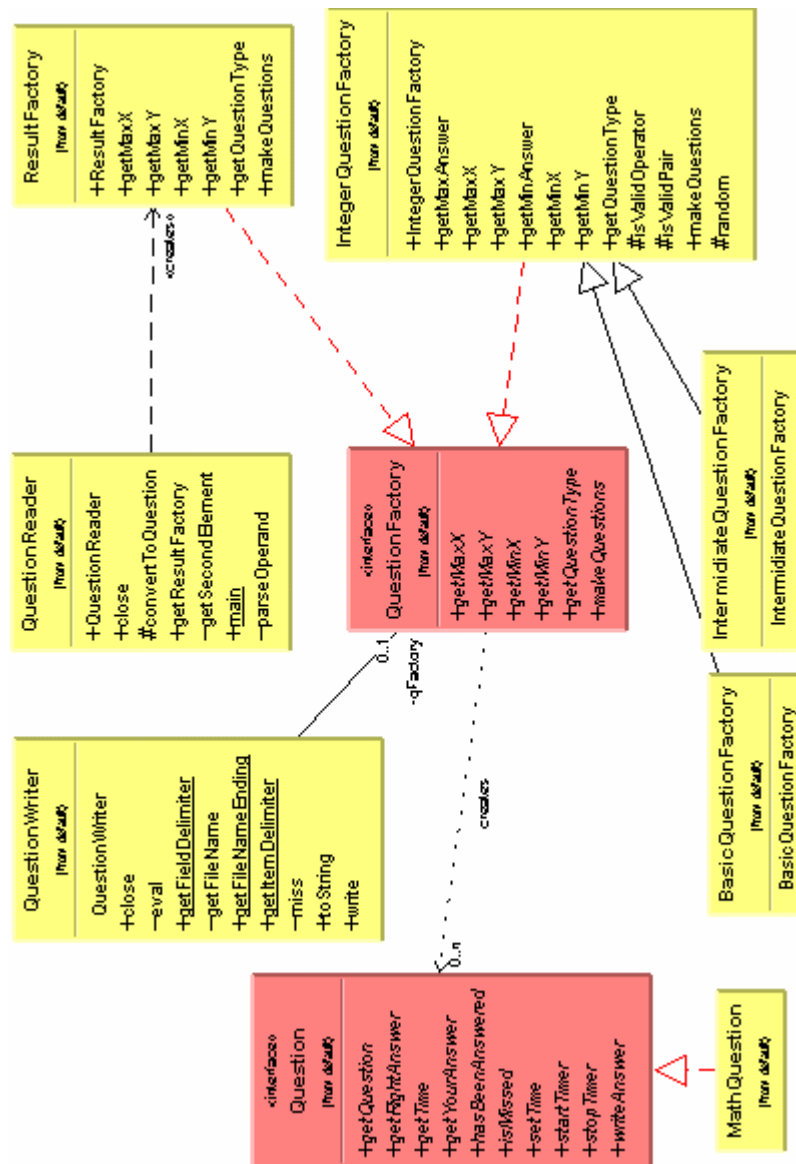 ResultFactory
(from default)
+ResultFactory
+getMaxX
+getMaxY
+getMinX
+getMinY
+getQuestionType
+makeQuestions
IntegerQuestionFactory
(from default)
+IntegerQuestionFactory
+getMaxAnswer
+getMaxX
+getMaxY
+getMinAnswer
+getMinX
+getMinY
+getQuestionType
#isValidOperator
#isValidPair
+makeQuestions
#random
«creates»
QuestionReader
(from default)
+QuestionReader
+close
#convertToQuestion
+getResultFactory
-getSecondElement
+main
-parseOperand
«interface»
QuestionFactory
(from default)
+getMaxX
+getMaxY
+getMinX
+getMinY
+getQuestionType
+makeQuestions
IntermidiateQuestionFactory
(from default)
IntermidiateQuestionFactory
0..1
-qFactory
creates
0..n
QuestionWriter
(from default)
QuestionWriter
+close
-eval
+getFieldDelimiter
-getFileName
+getFileNameEnding
+getItemDelimiter
-miss
+toString
+write
BasicQuestionFactory
(from default)
BasicQuestionFactory
«interface»
Question
(from default)
+getQuestion
+getRightAnswer
+getTime
+getYourAnswer
+hasBeenAnswered
+isMissed
+setTime
+startTimer
+stopTimer
+writeAnswer
MathQuestion
(from default)